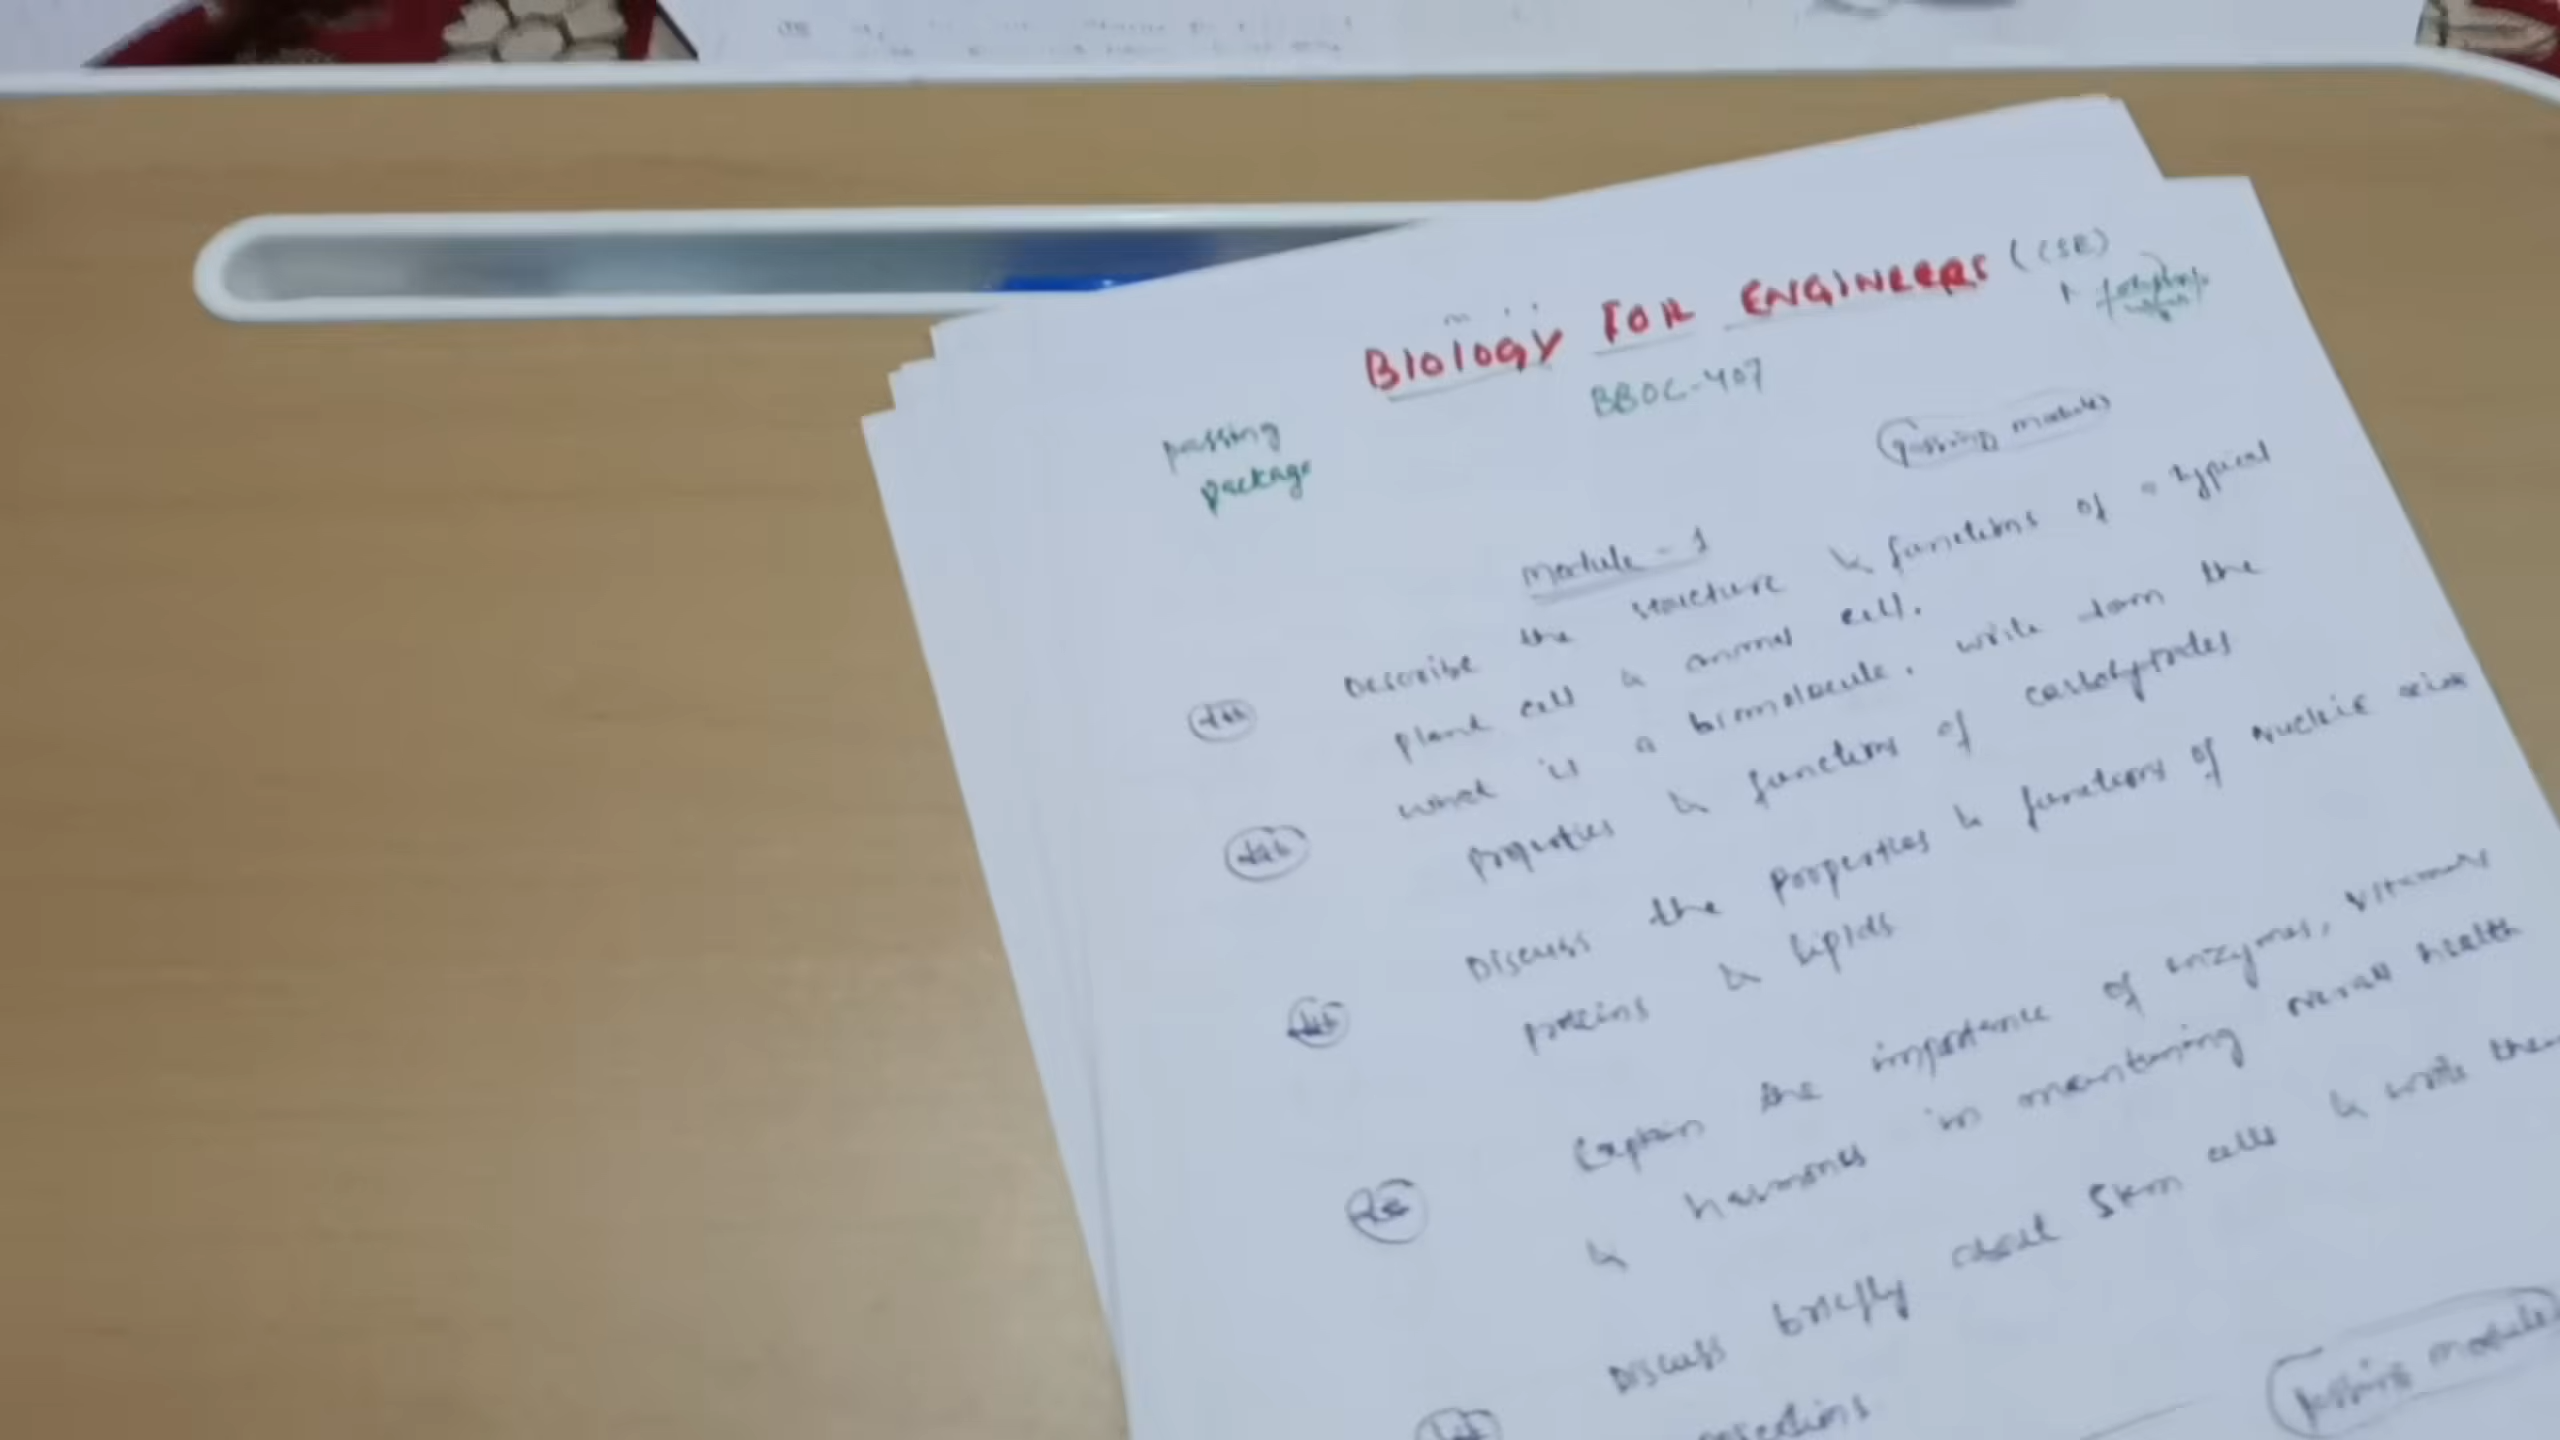 BIOLOGY FOR ENGINEERS (CSE)
BBOC-407
passing
package
passing module
Module - 1
Describe the structure & functions of a typical
plant cell & animal cell.
what is a biomolecule. write down the
properties & functions of carbohydrates
Discuss the properties & functions of Nucleic
proteins & lipids
Explain the importance of enzymes, vitamins
& hormones in maintaining overall health
Discuss briefly about Skin cells & write
passing module